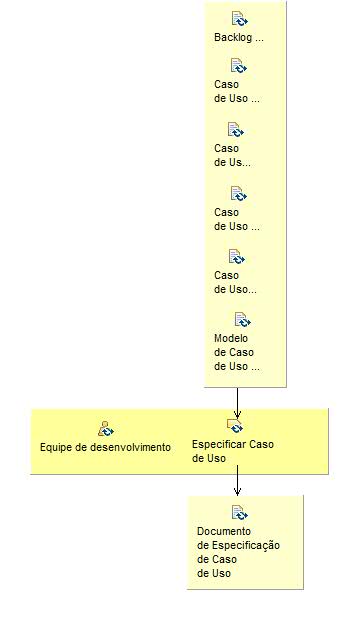 Backlog ...
Caso
de Uso ...
Caso
de Us...
Caso
de Uso ...
Caso
de Uso...
Modelo
de Caso
de Uso ...
Equipe de desenvolvimento
Especificar Caso
de Uso
Documento
de Especificação
de Caso
de Uso